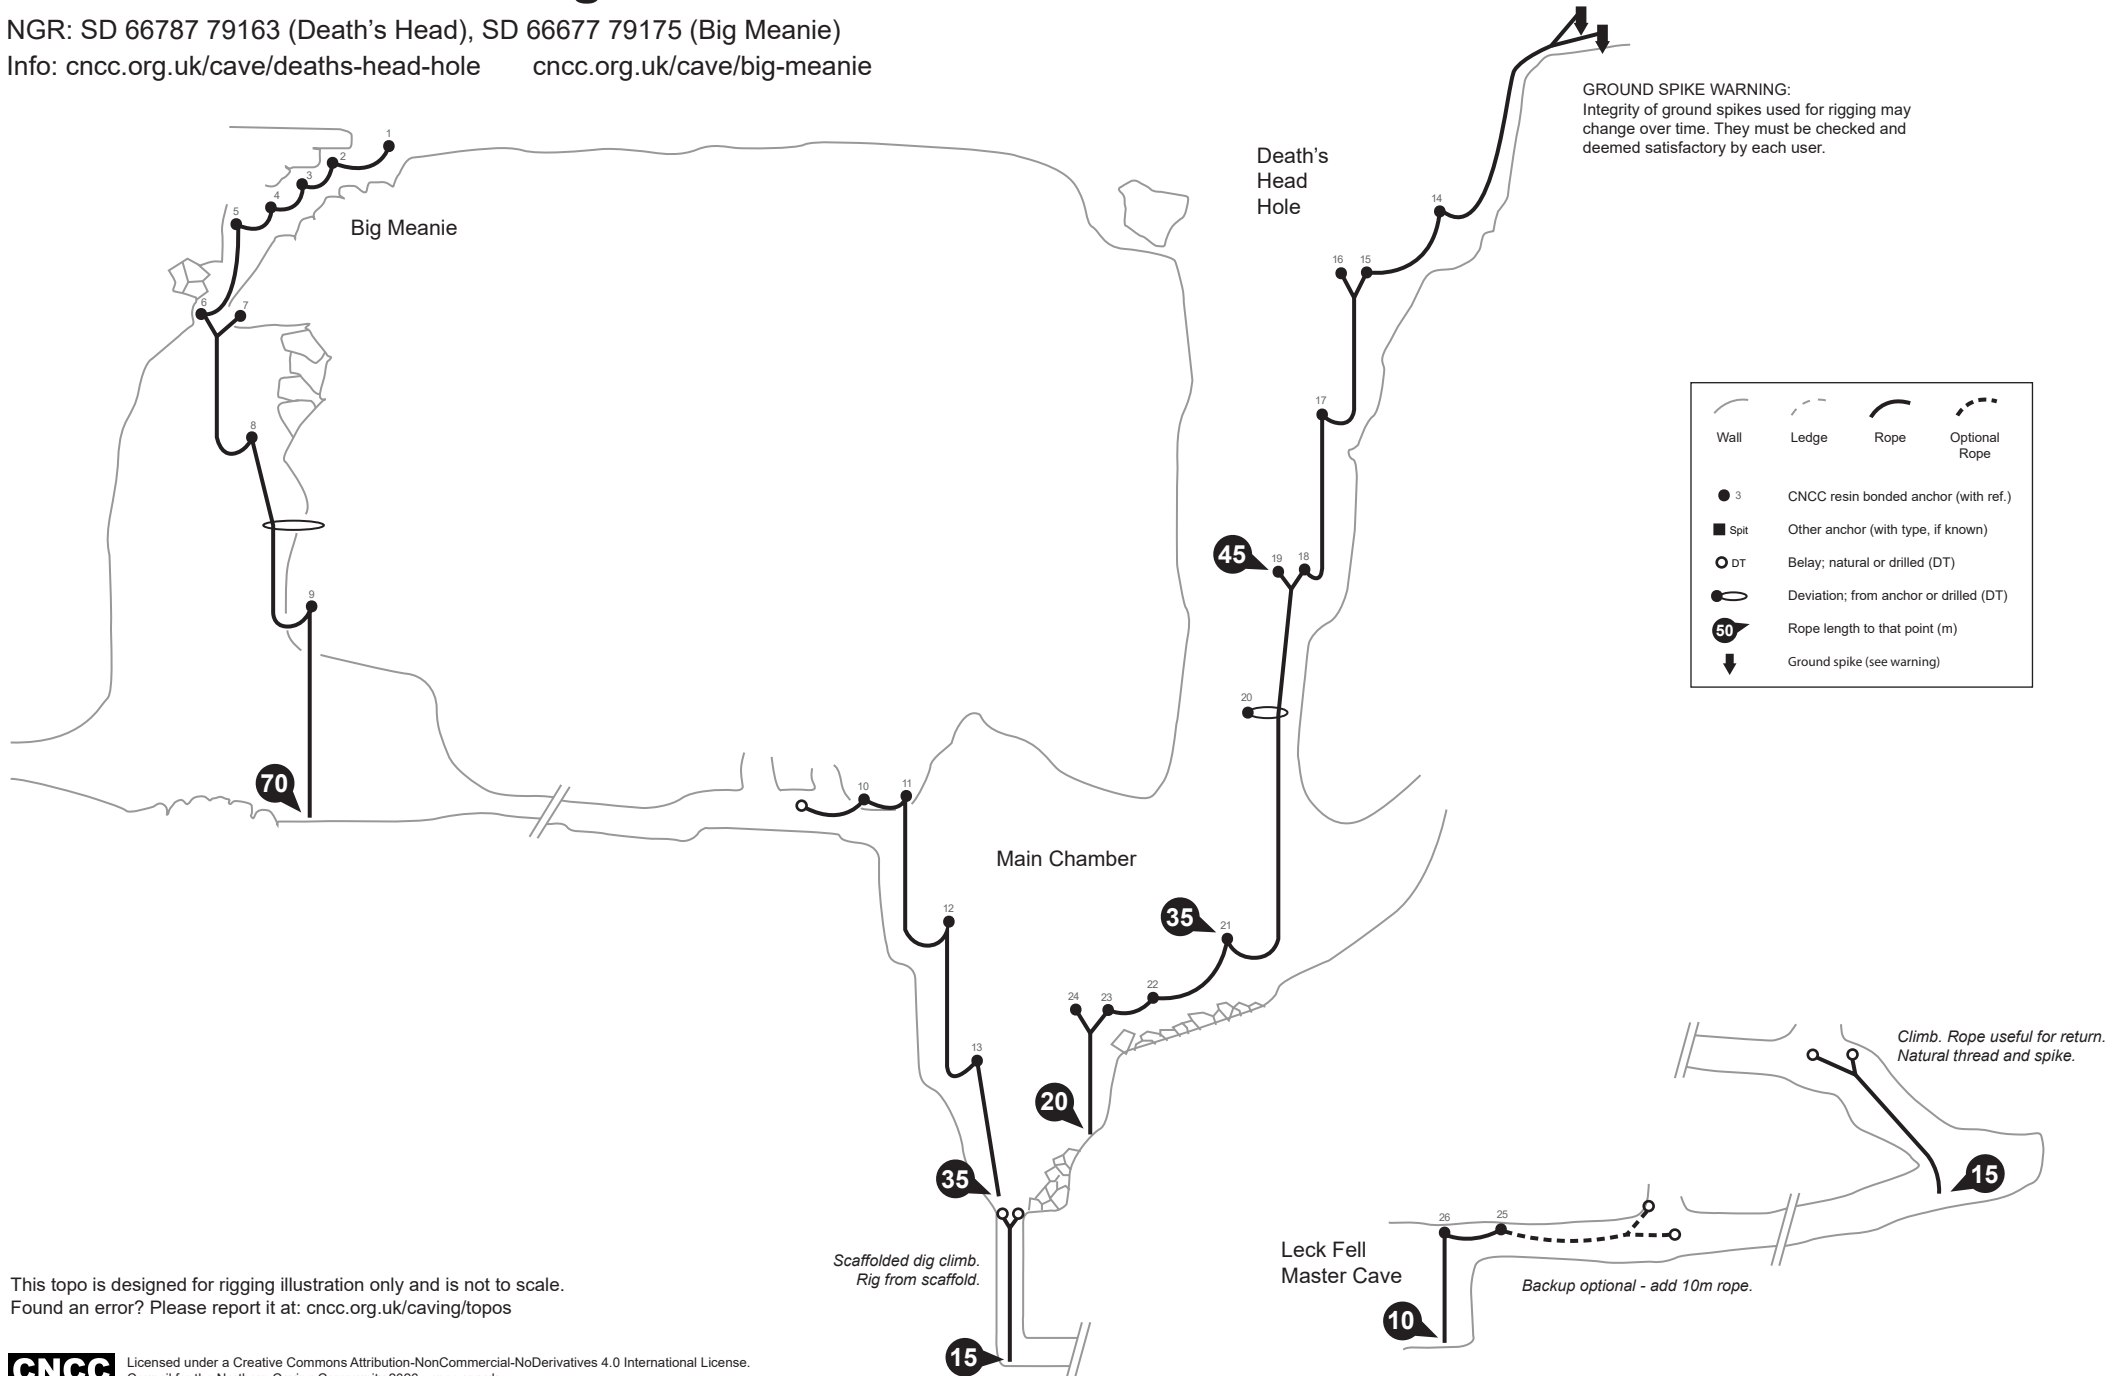 NGR: SD 66787 79163 (Death’s Head), SD 66677 79175 (Big Meanie)
Info: cncc.org.uk/cave/deaths-head-hole cncc.org.uk/cave/big-meanie
GROUND SPIKE WARNING:
Integrity of ground spikes used for rigging may
change over time. They must be checked and
deemed satisfactory by each user.
1
2
3
4
5
Big Meanie
6
7
8
9
70
Death’s
Head
Hole
14
16
15
17
45
19
18
20
35
21
22
23
24
20
10
11
Main Chamber
12
13
35
Scaffolded dig climb.
Rig from scaffold.
15
Wall
Ledge
Rope
Optional
Rope
3
CNCC resin bonded anchor (with ref.)
Spit
Other anchor (with type, if known)
DT
Belay; natural or drilled (DT)
Deviation; from anchor or drilled (DT)
50
Rope length to that point (m)
Ground spike (see warning)
Climb. Rope useful for return.
Natural thread and spike.
15
26
25
Leck Fell
Master Cave
Backup optional - add 10m rope.
10
This topo is designed for rigging illustration only and is not to scale.
Found an error? Please report it at: cncc.org.uk/caving/topos
CNCC
Licensed under a Creative Commons Attribution-NonCommercial-NoDerivatives 4.0 International License.